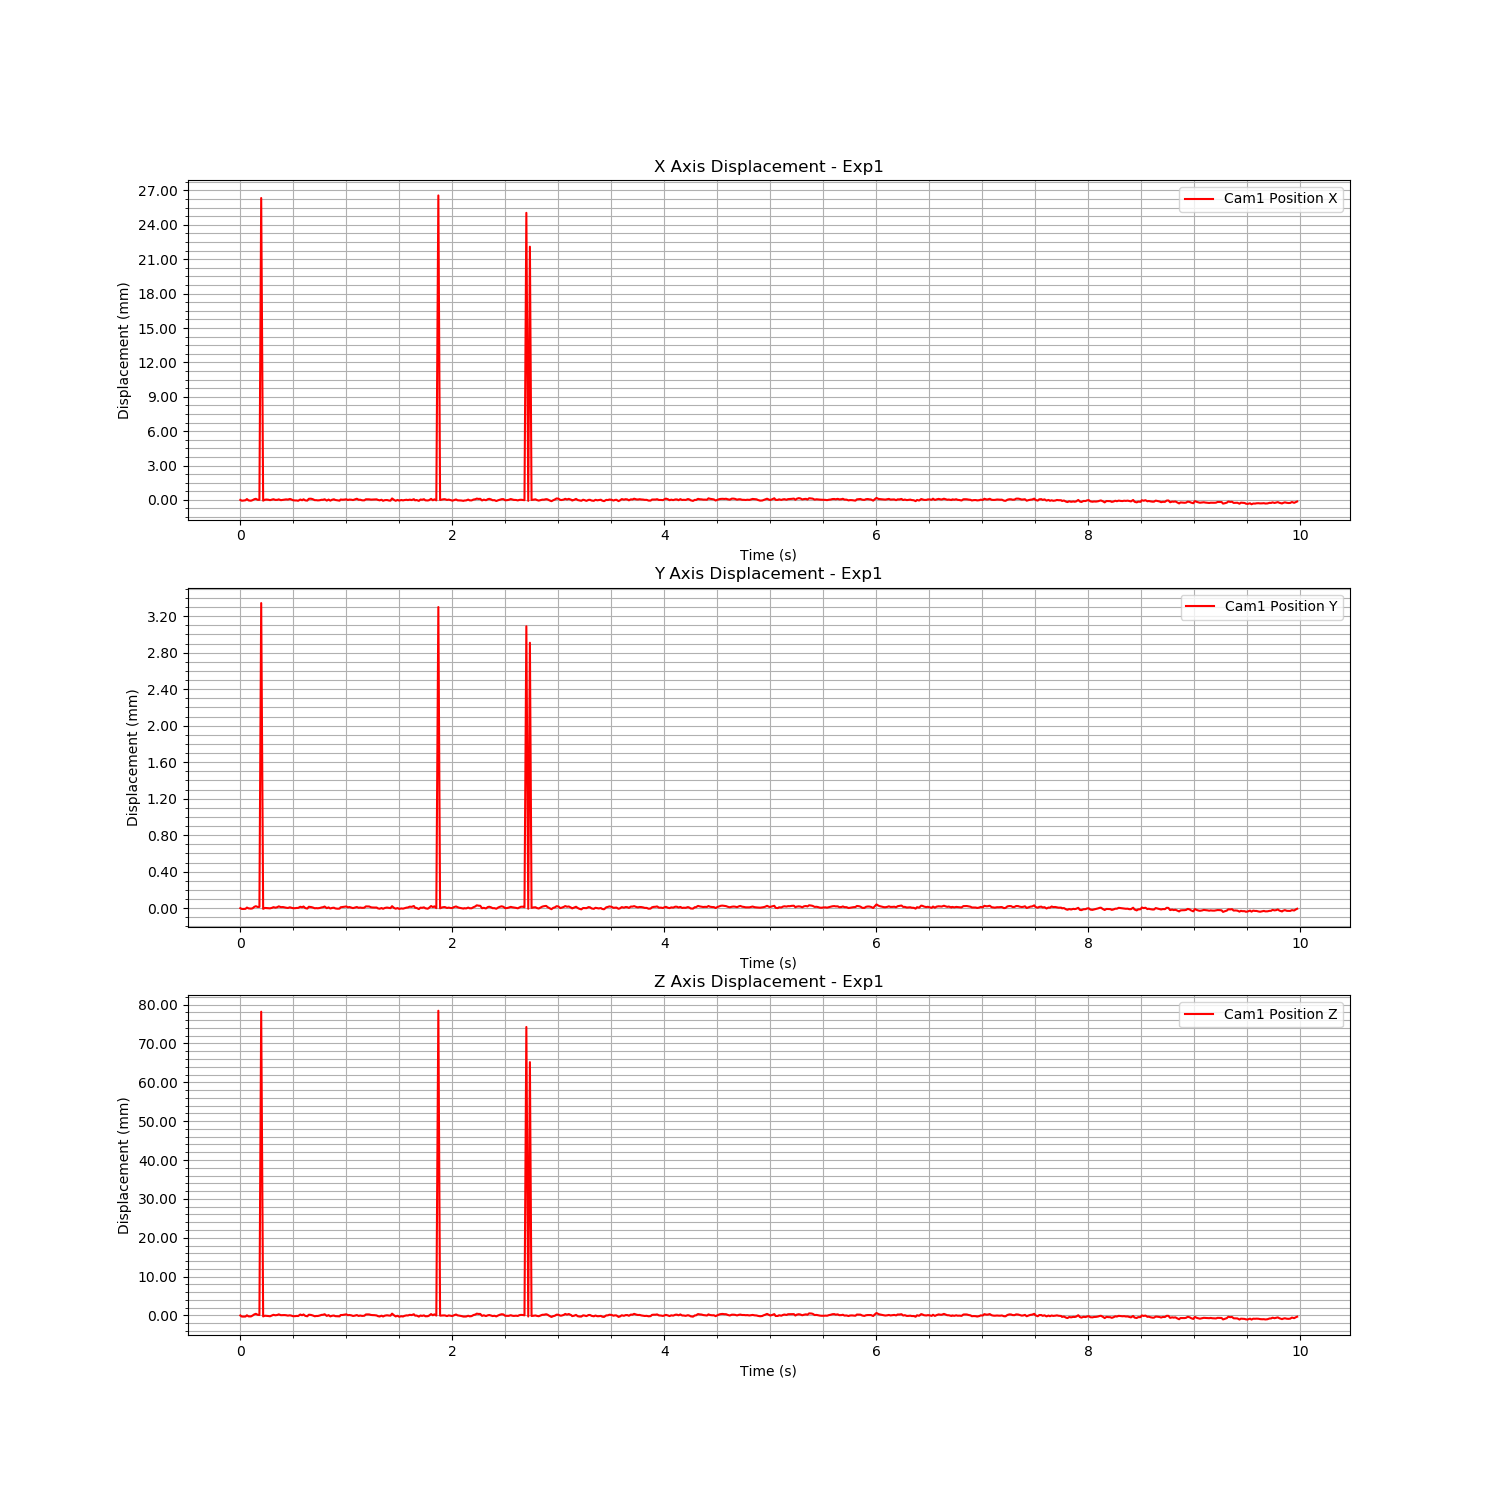 X Axis Displacement - Exp1
27.00
24.00
21.00
18.00
15.00
12.00
9.00
6.00
3.00
0.00
Displacement (mm)
Cam1 Position X
0 2 4 6 8 10
Time (s)
Y Axis Displacement - Exp1
3.20
2.80
2.40
2.00
1.60
1.20
0.80
0.40
0.00
Displacement (mm)
Cam1 Position Y
0 2 4 6 8 10
Time (s)
Z Axis Displacement - Exp1
80.00
70.00
60.00
50.00
40.00
30.00
20.00
10.00
0.00
Displacement (mm)
Cam1 Position Z
0 2 4 6 8 10
Time (s)